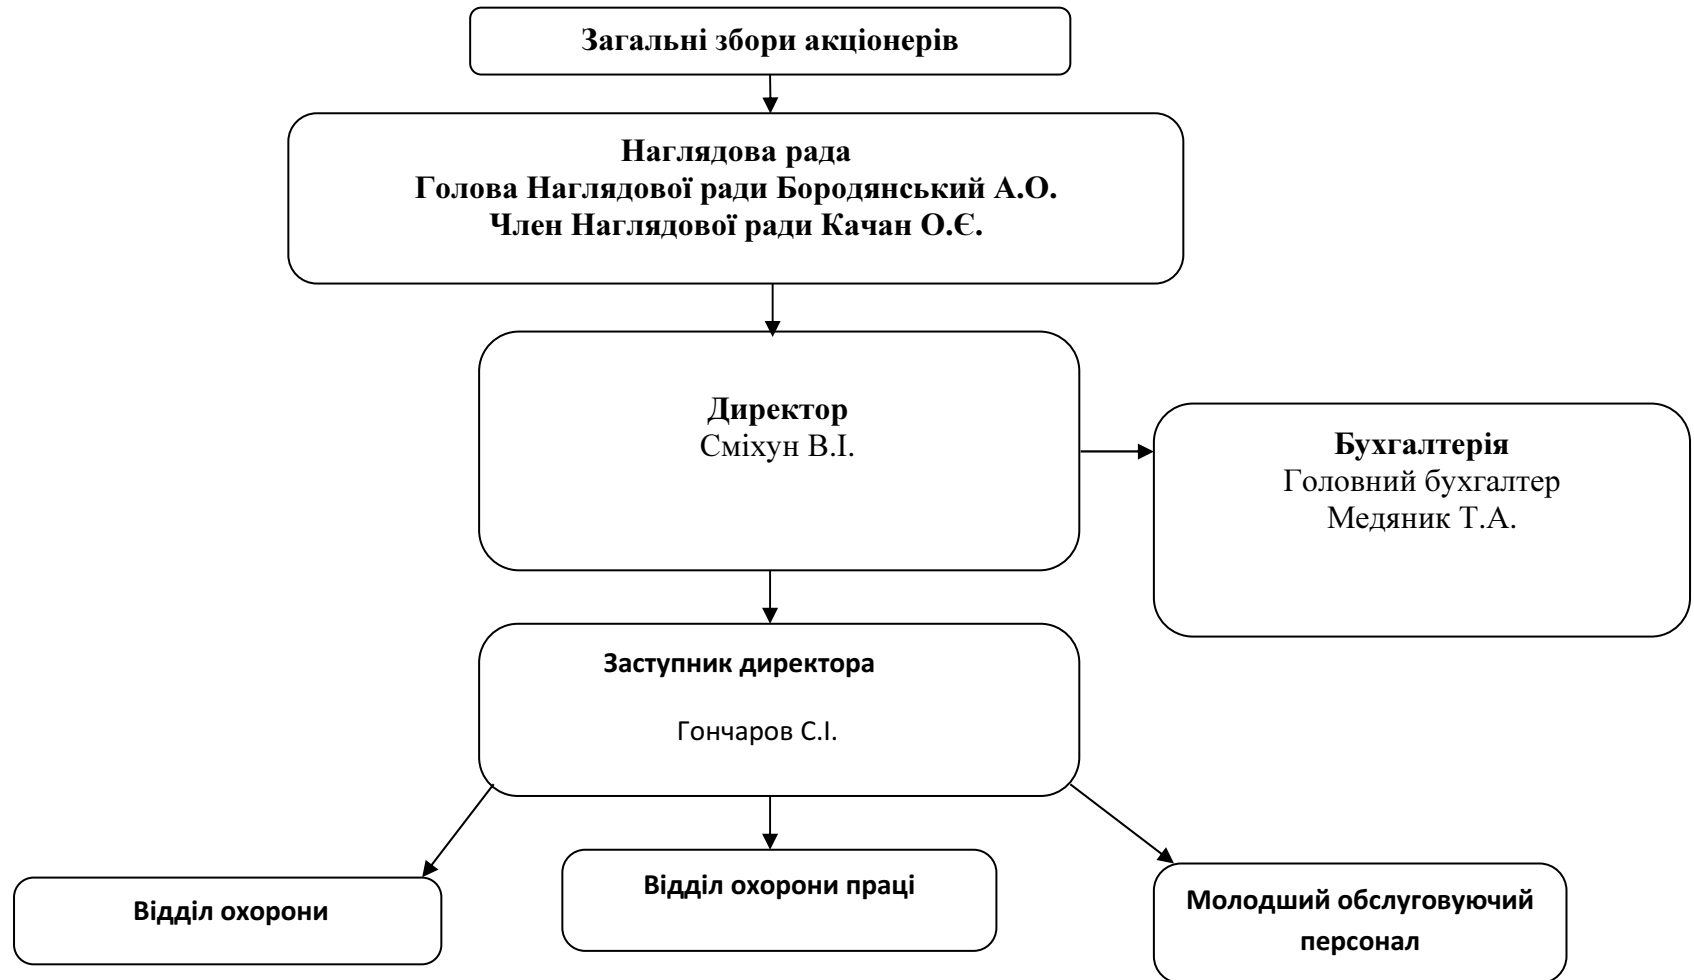 Загальні збори акціонерів
Наглядова рада
Голова Наглядової ради Бородянський А.О.
Член Наглядової ради Качан О.Є.
Директор
Сміхун В.І.
Бухгалтерія
Головний бухгалтер
Медяник Т.А.
Заступник директора
Гончаров С.І.
Відділ охорони
Відділ охорони праці
Молодший обслуговуючий
персонал